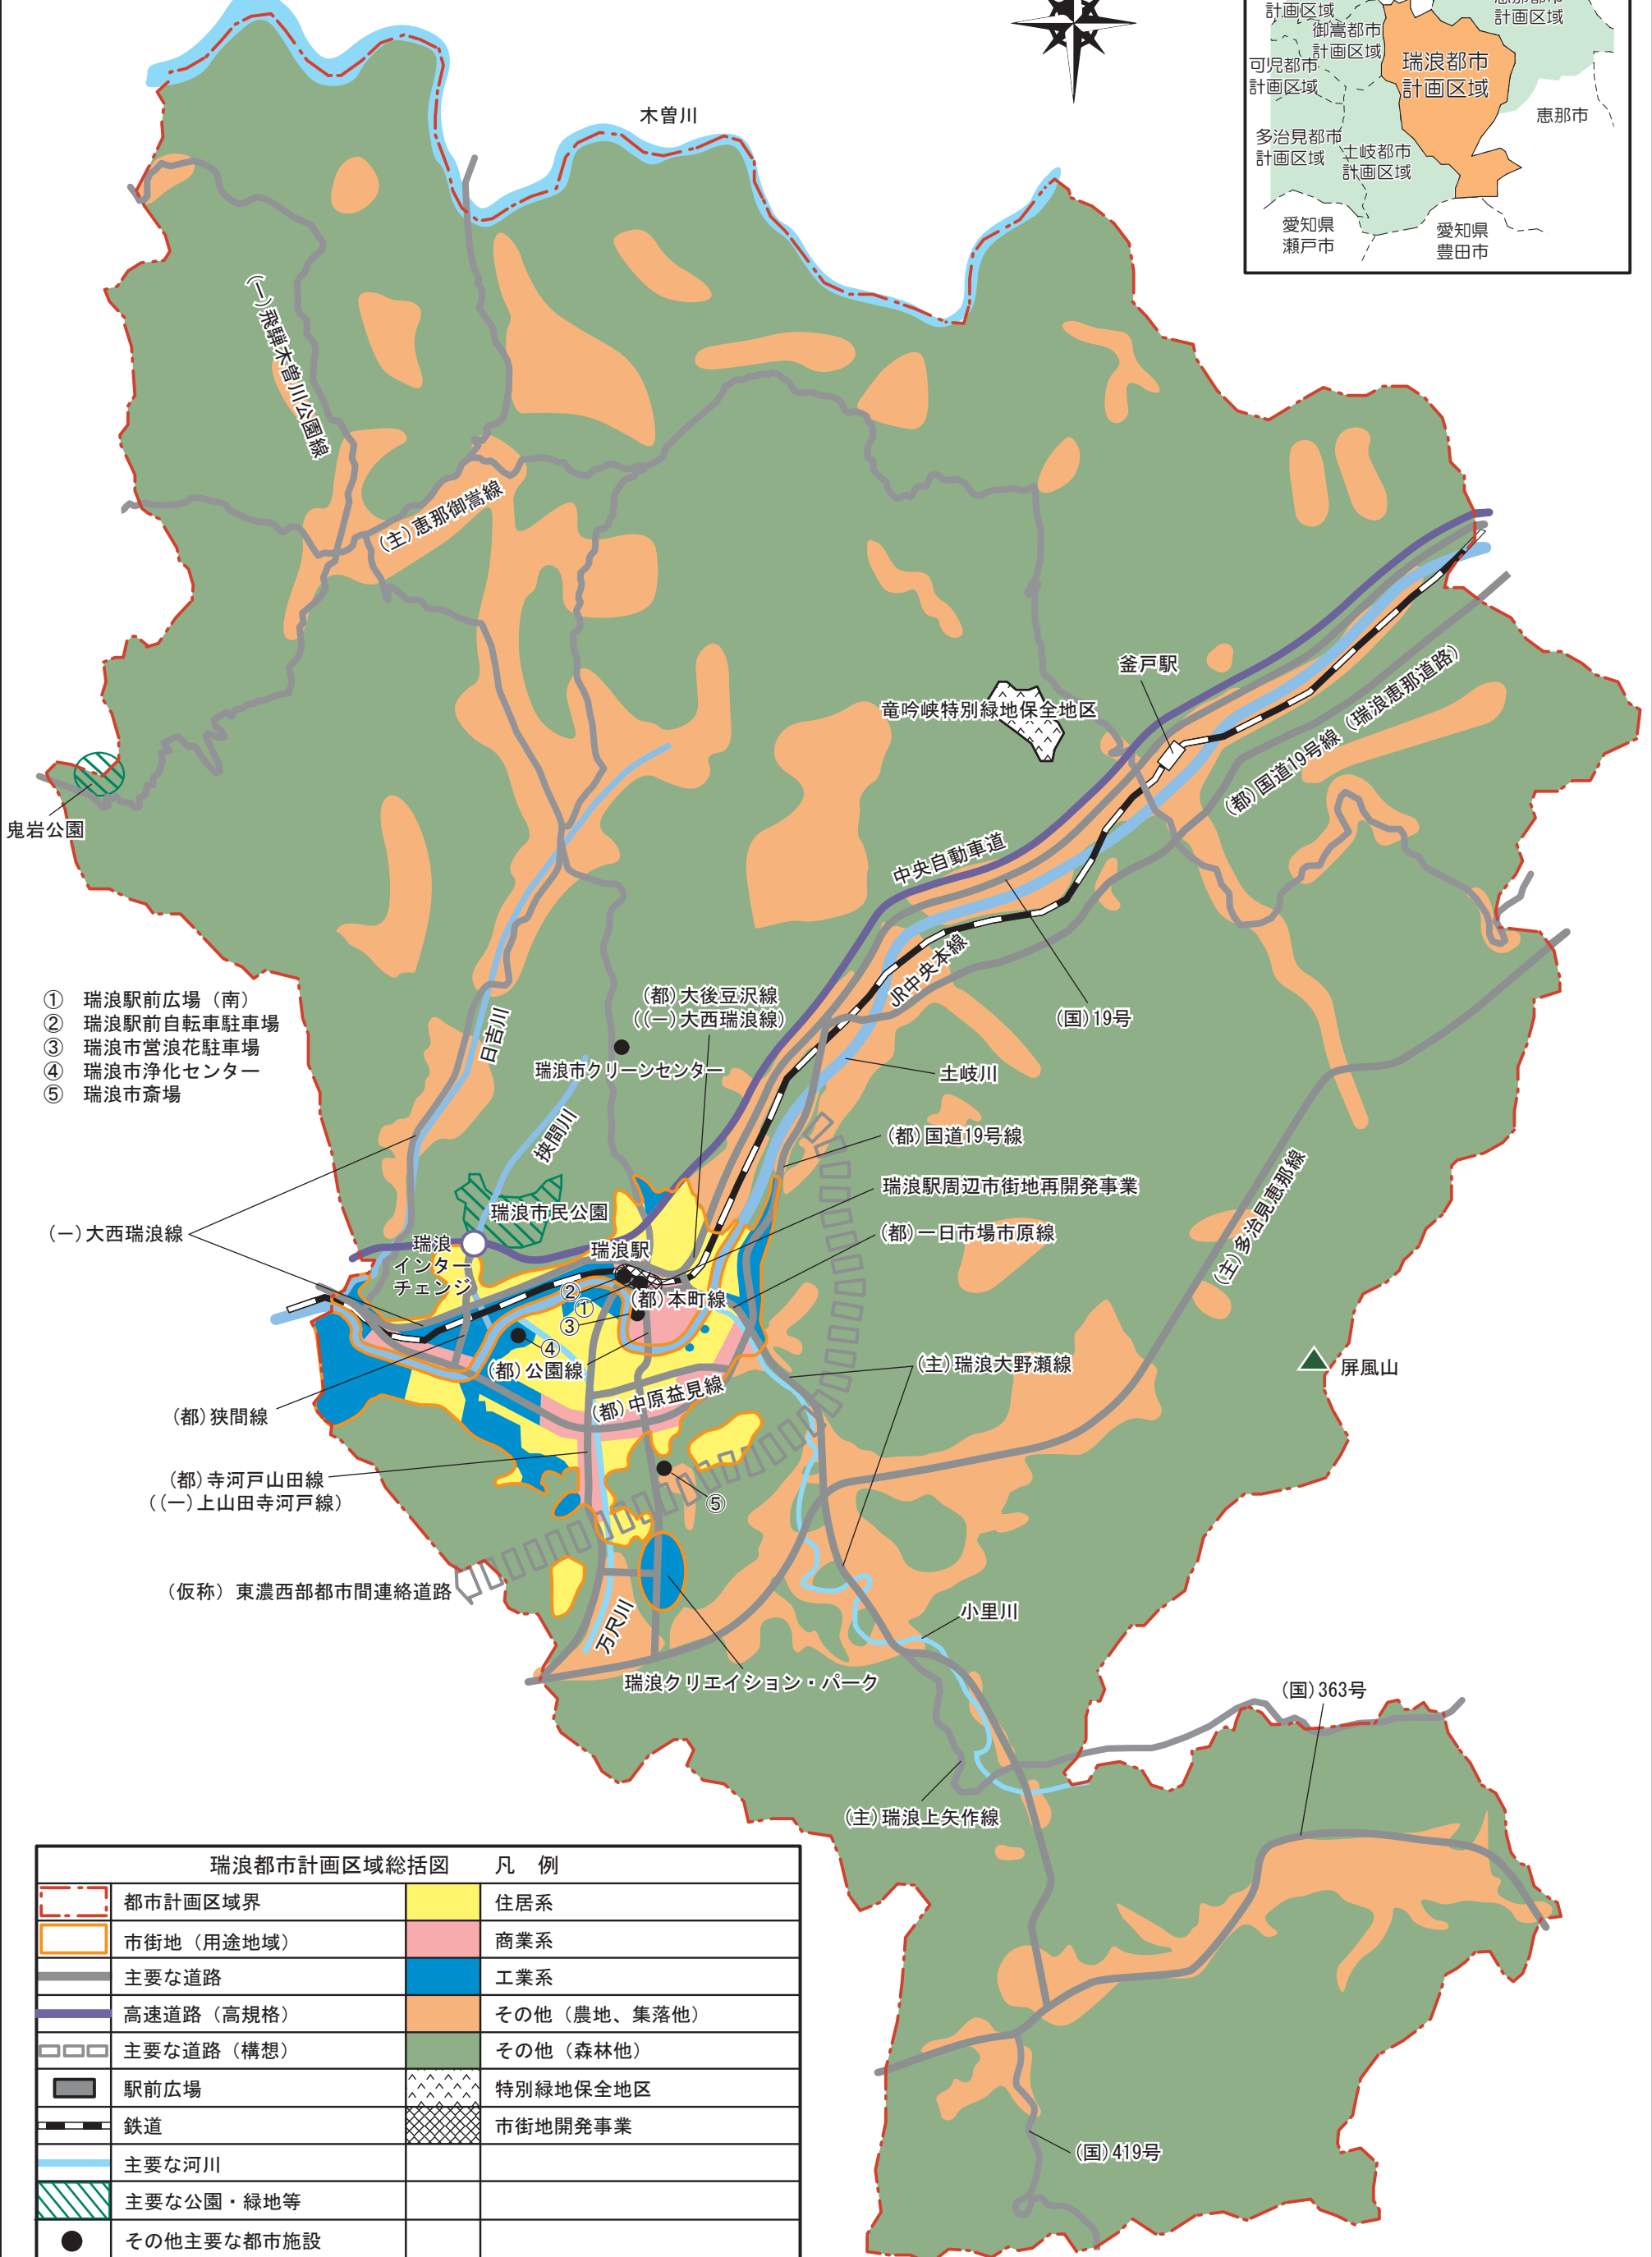 計画区域
恵那都市
計画区域
御嵩都市
計画区域
可児都市
計画区域
瑞浪都市
計画区域
恵那市
多治見都市
計画区域
土岐都市
計画区域
愛知県
瀬戸市
愛知県
豊田市
木曽川
(一)飛騨木曽川公園線
(主)恵那御嵩線
釜戸駅
竜吟峡特別緑地保全地区
(都)国道19号線(瑞浪恵那道路)
鬼岩公園
中央自動車道
JR中央本線
(国)19号
① 瑞浪駅前広場(南)
② 瑞浪駅前自転車駐車場
③ 瑞浪市営浪花駐車場
④ 瑞浪市浄化センター
⑤ 瑞浪市斎場
(都)大後豆沢線
((一)大西瑞浪線)
日吉川
瑞浪市クリーンセンター
土岐川
狭間川
(都)国道19号線
瑞浪駅周辺市街地再開発事業
瑞浪市民公園
(一)大西瑞浪線
(都)一日市場市原線
瑞浪
インター
チェンジ
瑞浪駅
(主)多治見恵那線
②
①
(都)本町線
③
④
(都)公園線
(主)瑞浪大野瀬線
屏風山
(都)中原益見線
(都)狭間線
(都)寺河戸山田線
((一)上山田寺河戸線)
⑤
(仮称)東濃西部都市間連絡道路
万尺川
小里川
瑞浪クリエイション・パーク
(国)363号
(主)瑞浪上矢作線
瑞浪都市計画区域総括図 凡 例
都市計画区域界
住居系
市街地(用途地域)
商業系
主要な道路
工業系
高速道路(高規格)
その他(農地、集落他)
主要な道路(構想)
その他(森林他)
駅前広場
特別緑地保全地区
鉄道
市街地開発事業
主要な河川
主要な公園・緑地等
その他主要な都市施設
(国)419号